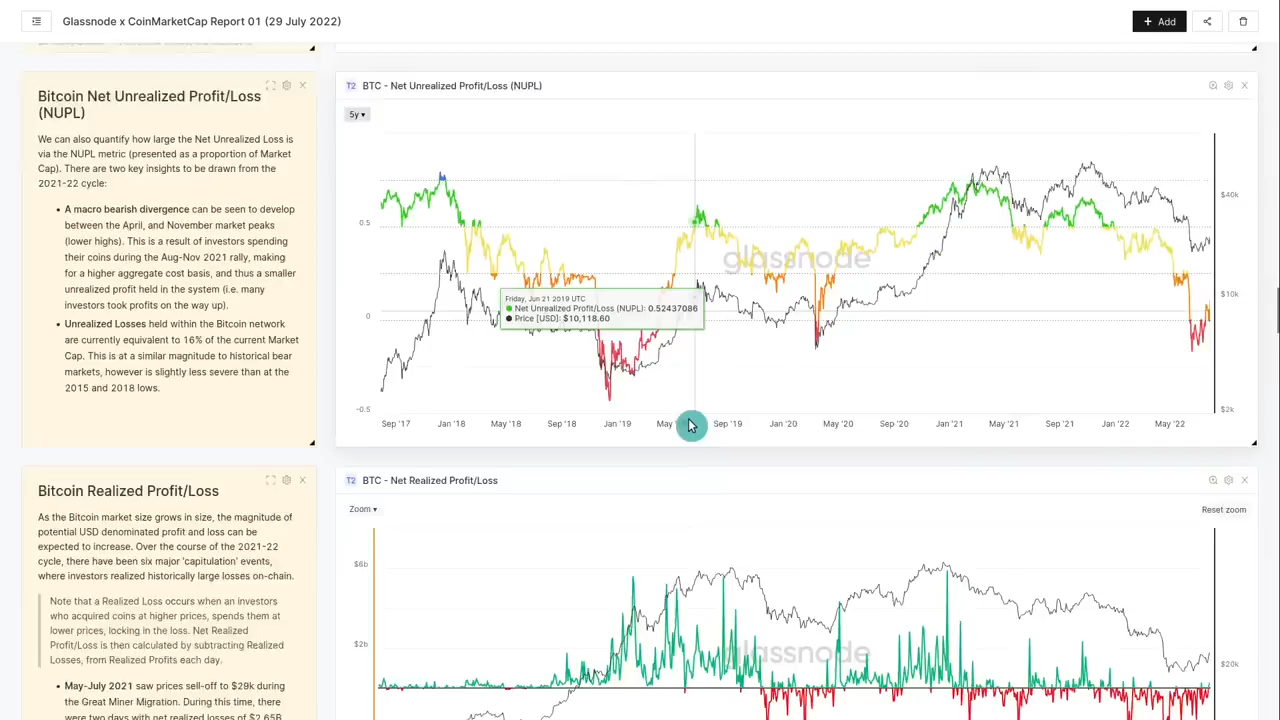 Glassnode x CoinMarketCap Report 01 (29 July 2022)
+ Add
Bitcoin Net Unrealized Profit/Loss
(NUPL)
We can also quantify how large the Net Unrealized Loss is
via the NUPL metric (presented as a proportion of Market
Cap). There are two key insights to be drawn from the
2021-22 cycle:
• A macro bearish divergence can be seen to develop
between the April, and November market peaks
(lower highs). This is a result of investors spending
their coins during the Aug-Nov 2021 rally, making
for a higher aggregate cost basis, and thus a smaller
unrealized profit held in the system (i.e. many
investors took profits on the way up).
• Unrealized Losses held within the Bitcoin network
are currently equivalent to 16% of the current Market
Cap. This is at a similar magnitude to historical bear
markets, however is slightly less severe than at the
2015 and 2018 lows.
T2 BTC - Net Unrealized Profit/Loss (NUPL)
5y ▾
0.5
0
-0.5
$40k
$10k
$2k
glassnode
Friday, Jun 21 2019 UTC
Net Unrealized Profit/Loss (NUPL): 0.52437086
Price [USD]: $10,118.60
Sep '17 Jan '18 May '18 Sep '18 Jan '19 May Sep '19 Jan '20 May '20 Sep '20 Jan '21 May '21 Sep '21 Jan '22 May '22
Bitcoin Realized Profit/Loss
As the Bitcoin market size grows in size, the magnitude of
potential USD denominated profit and loss can be
expected to increase. Over the course of the 2021-22
cycle, there have been six major 'capitulation' events,
where investors realized historically large losses on-chain.
Note that a Realized Loss occurs when an investors
who acquired coins at higher prices, spends them at
lower prices, locking in the loss. Net Realized
Profit/Loss is then calculated by subtracting Realized
Losses, from Realized Profits each day.
• May-July 2021 saw prices sell-off to $29k during
the Great Miner Migration. During this time, there
were two days with net realized losses of $2.65B
T2 BTC - Net Realized Profit/Loss
Zoom ▾
Reset zoom
$6b
$2b
$20k
glassnode